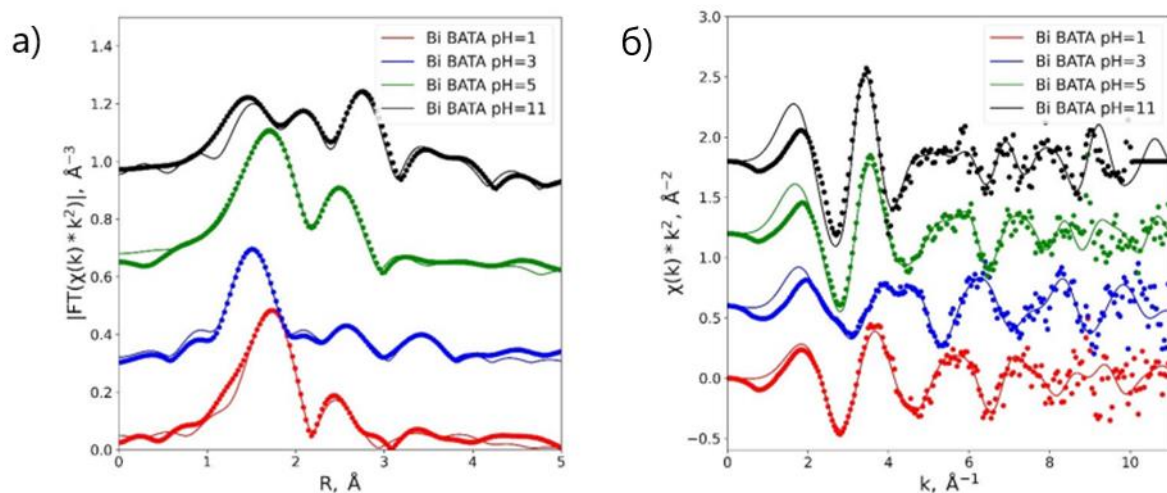 а)
1.4
1.2
1.0
0.8
0.6
0.4
0.2
0.0
|FT(χ(k)*k²)|, Å⁻³
Bi BATA pH=1
Bi BATA pH=3
Bi BATA pH=5
Bi BATA pH=11
0 1 2 3 4 5
R, Å
б)
3.0
2.5
2.0
1.5
1.0
0.5
0.0
−0.5
χ(k)*k², Å⁻²
Bi BATA pH=1
Bi BATA pH=3
Bi BATA pH=5
Bi BATA pH=11
0 2 4 6 8 10
k, Å⁻¹